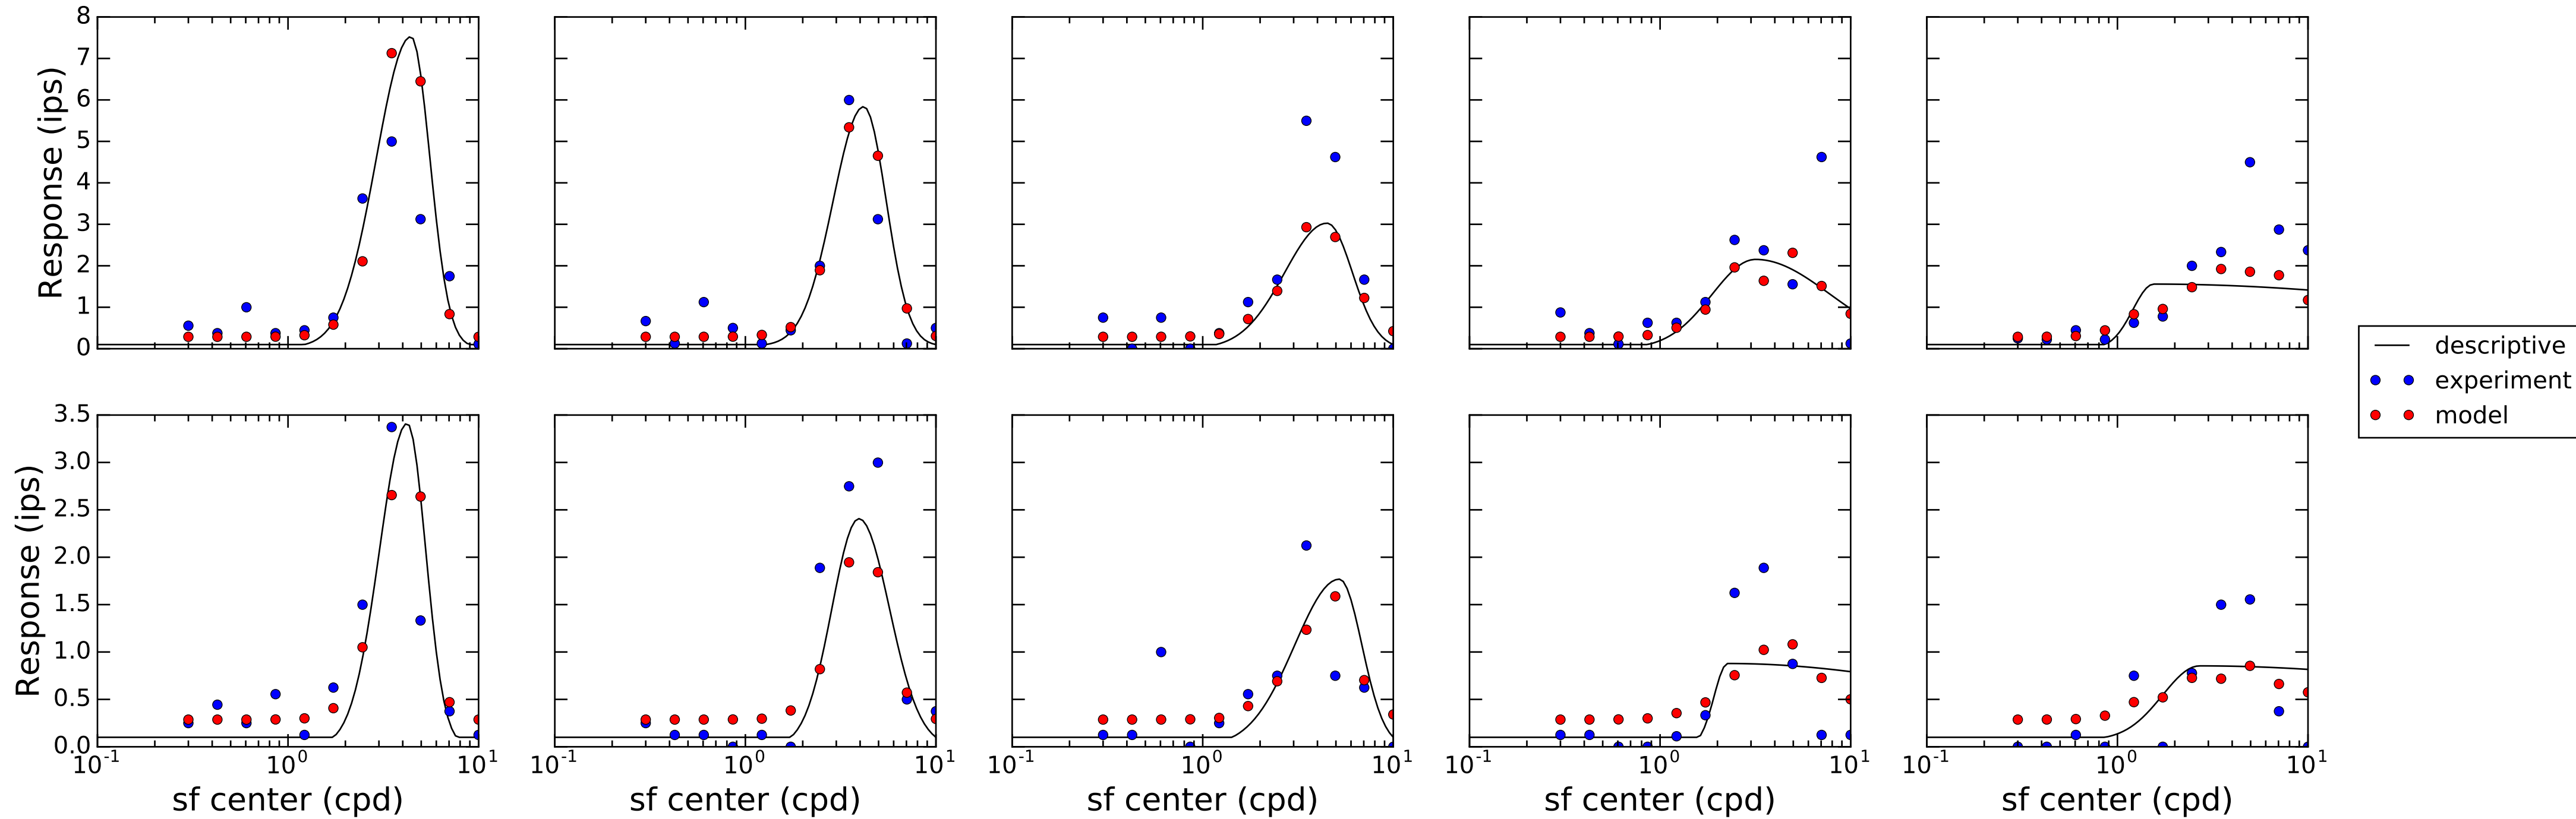 8
7
6
5
4
3
2
1
0
Response (ips)
3.5
3.0
2.5
2.0
1.5
1.0
0.5
0.0
Response (ips)
10^-1 10^0 10^1
10^-1 10^0 10^1
10^-1 10^0 10^1
10^-1 10^0 10^1
10^-1 10^0 10^1
sf center (cpd)
sf center (cpd)
sf center (cpd)
sf center (cpd)
sf center (cpd)
descriptive
experiment
model